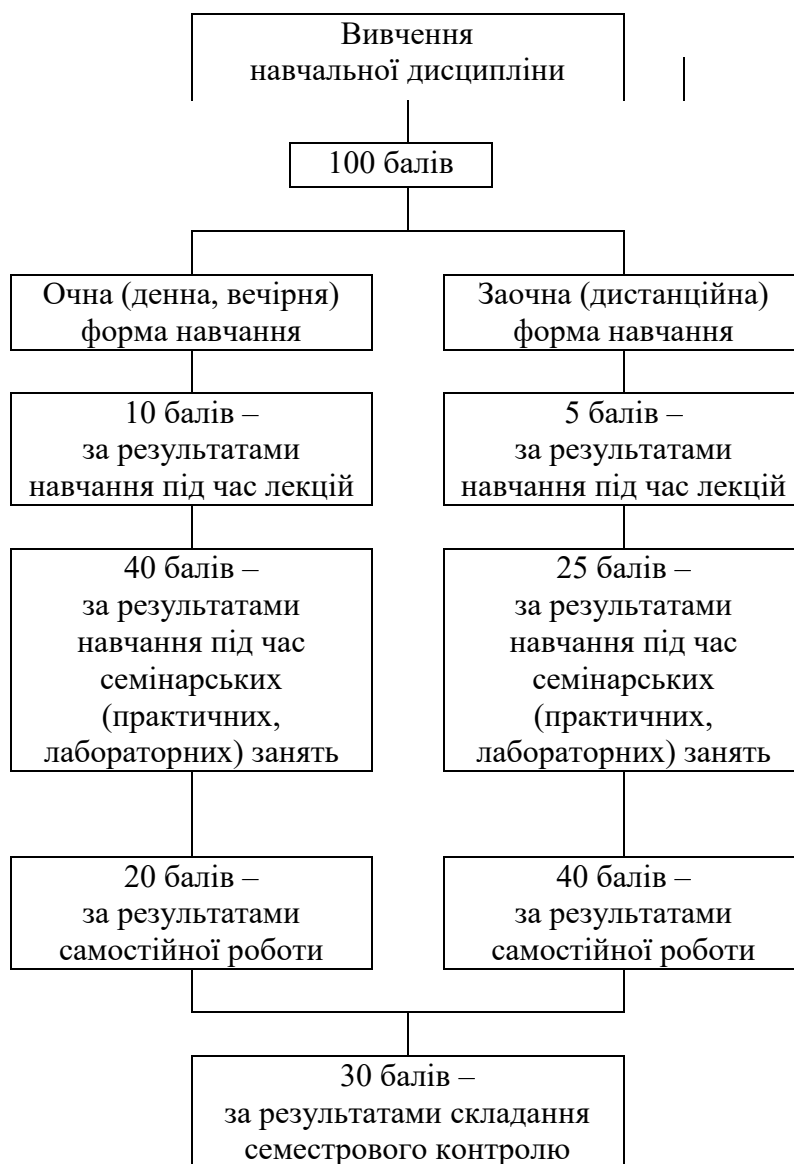 Вивчення
навчальної дисципліни
100 балів
Очна (денна, вечірня)
форма навчання
10 балів –
за результатами
навчання під час лекцій
40 балів –
за результатами
навчання під час
семінарських
(практичних,
лабораторних) занять
20 балів –
за результатами
самостійної роботи
Заочна (дистанційна)
форма навчання
5 балів –
за результатами
навчання під час лекцій
25 балів –
за результатами
навчання під час
семінарських
(практичних,
лабораторних) занять
40 балів –
за результатами
самостійної роботи
30 балів –
за результатами складання
семестрового контролю